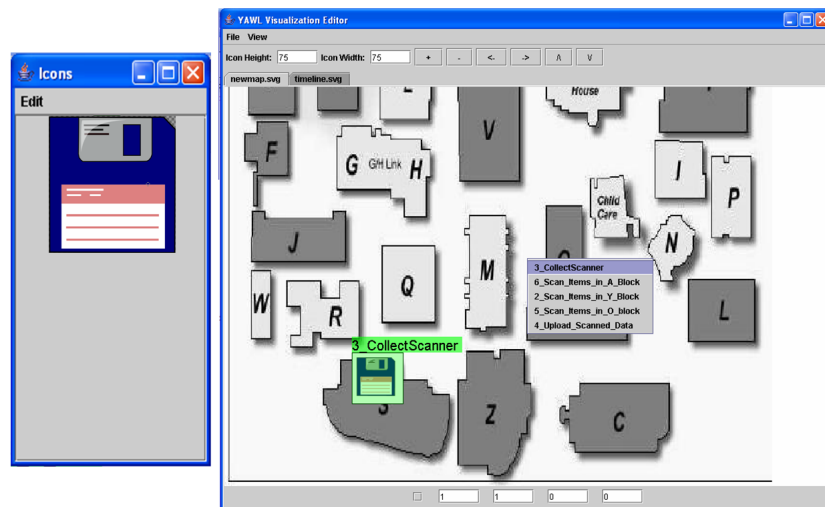 Icons
Edit
YAWL Visualization Editor
File View
Icon Height: 75 Icon Width: 75 + - <- -> /\ \/
newmap.svg timeline.svg
House
V
F
G G/H Link H
I
P
Child
Care
J
N
Q
M
3_CollectScanner
6_Scan_Items_in_A_Block
2_Scan_Items_in_Y_Block
5_Scan_Items_in_O_block
4_Upload_Scanned_Data
W
R
L
3_CollectScanner
S
Z
C
1 1 0 0